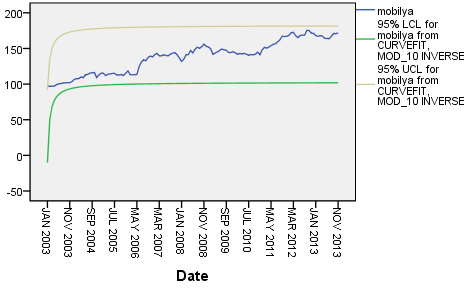 200
150
100
50
0
-50
JAN 2003
NOV 2003
SEP 2004
JUL 2005
MAY 2006
MAR 2007
JAN 2008
NOV 2008
SEP 2009
JUL 2010
MAY 2011
MAR 2012
JAN 2013
NOV 2013
Date
mobilya
95% LCL for
mobilya from
CURVEFIT,
MOD_10 INVERSE
95% UCL for
mobilya from
CURVEFIT,
MOD_10 INVERSE